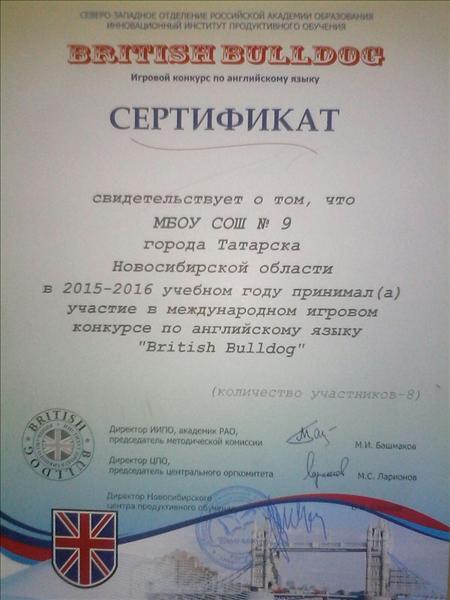 СЕВЕРО-ЗАПАДНОЕ ОТДЕЛЕНИЕ РОССИЙСКОЙ АКАДЕМИИ ОБРАЗОВАНИЯ
ИННОВАЦИОННЫЙ ИНСТИТУТ ПРОДУКТИВНОГО ОБУЧЕНИЯ
BRITISH BULLDOG
Игровой конкурс по английскому языку
СЕРТИФИКАТ
свидетельствует о том, что
МБОУ СОШ № 9
города Татарска
Новосибирской области
в 2015-2016 учебном году принимал(а)
участие в международном игровом
конкурсе по английскому языку
"British Bulldog"
(количество участников-8)
BRITISH
BULLDOG
Директор ИИПО, академик РАО,
председатель методической комиссии
М.И. Башмаков
Директор ЦПО,
председатель центрального оргкомитета
М.С. Ларионов
Директор Новосибирского
центра продуктивного обучения